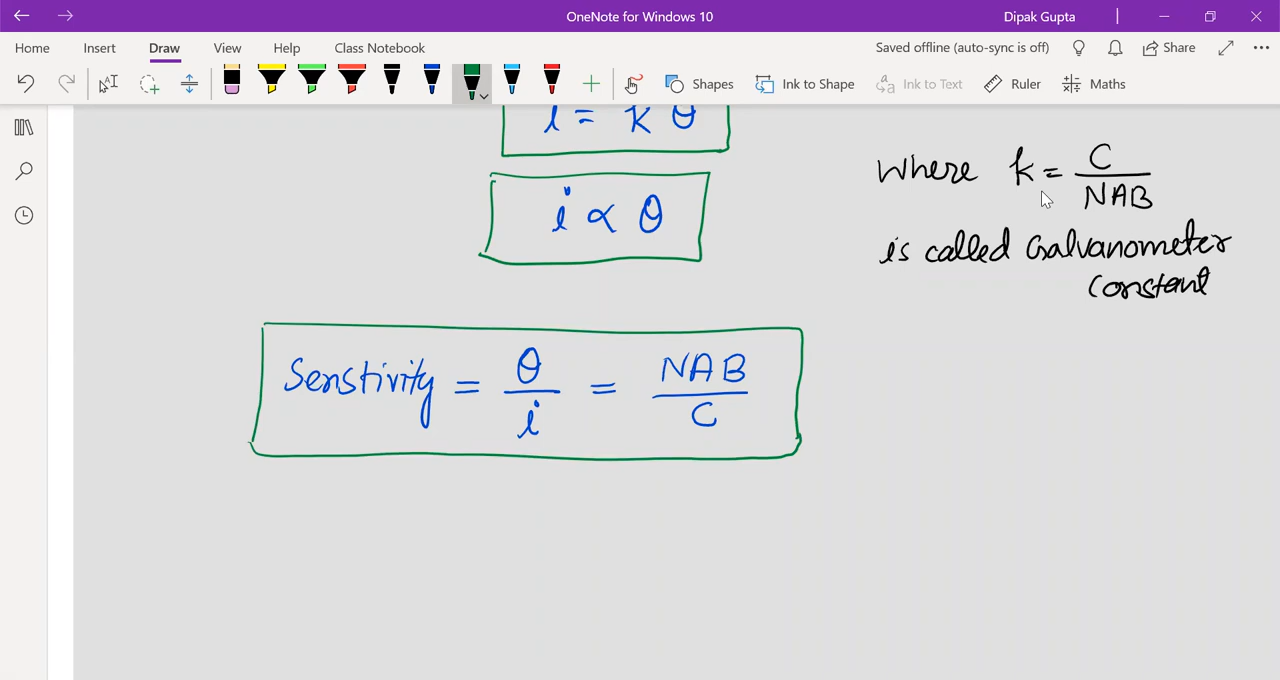 OneNote for Windows 10
Dipak Gupta
Home Insert Draw View Help Class Notebook
Saved offline (auto-sync is off) Share
Shapes Ink to Shape Ink to Text Ruler Maths
i = k θ
i ∝ θ
Where k = C / NAB
is called Galvanometer
Constant
Senstivity = θ / i = NAB / C